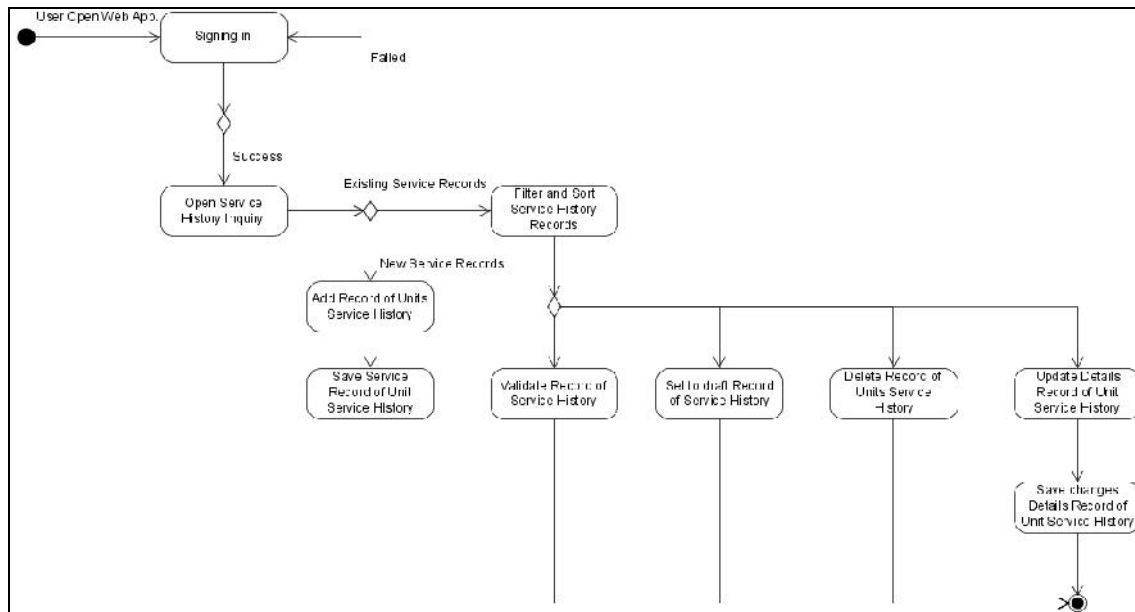 User Open Web App.
Signing in
Failed
Success
Open Service
History Inquiry
Existing Service Records
Filter and Sort
Service History
Records
New Service Records
Add Record of Units
Service History
Save Service
Record of Unit
Service History
Validate Record of
Service History
Set to draft Record
of Service History
Delete Record of
Units Service
History
Update Details
Record of Unit
Service History
Save changes
Details Record of
Unit Service History